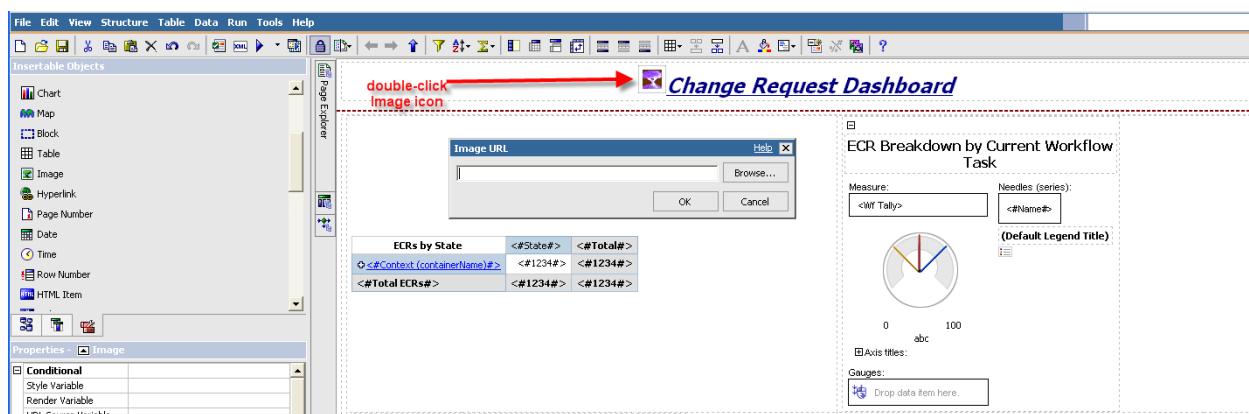 File Edit View Structure Table Data Run Tools Help
Insertable Objects
Chart
Map
Block
Table
Image
Hyperlink
Page Number
Date
Time
Row Number
HTML Item
Properties - Image
Conditional
Style Variable
Render Variable
Page Explorer
double-click
Image icon
Change Request Dashboard
Image URL Help
Browse...
OK Cancel
ECRs by State <#State#> <#Total#>
<#Context (containerName)#> <#1234#> <#1234#>
<#Total ECRs#> <#1234#> <#1234#>
ECR Breakdown by Current Workflow
Task
Measure: Needles (series):
<Wf Tally> <#Name#>
(Default Legend Title)
0 100
abc
Axis titles:
Gauges:
Drop data item here.